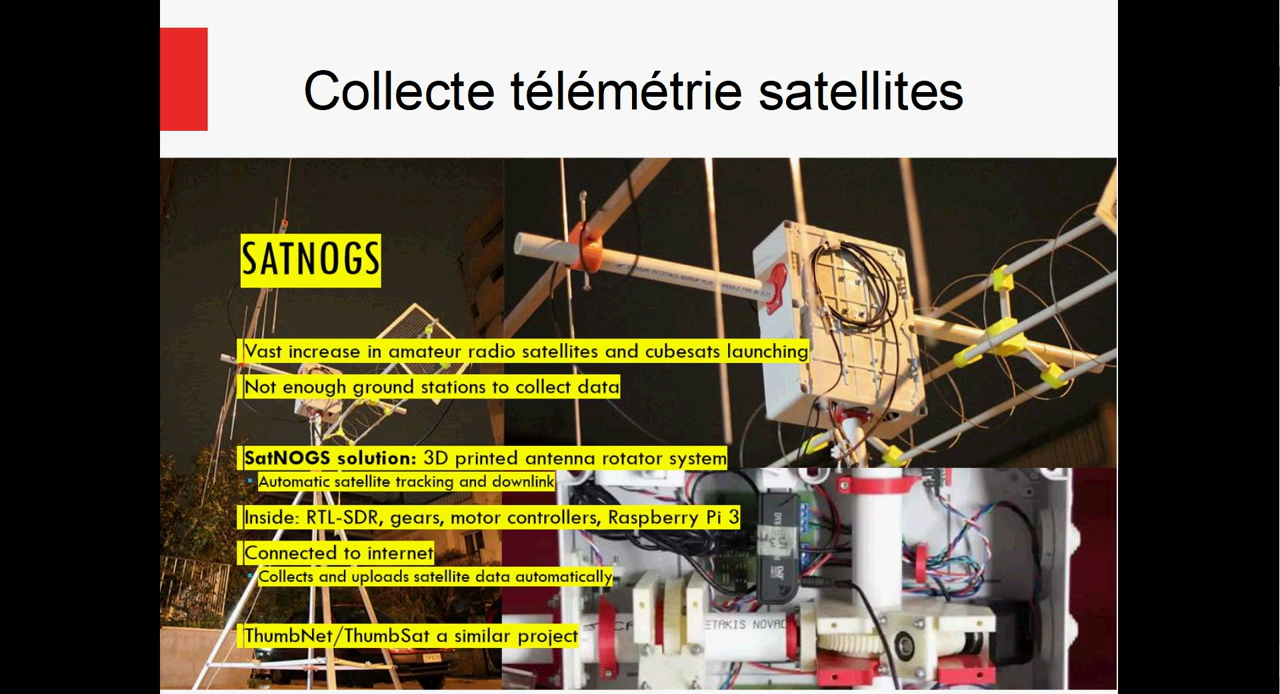 Collecte télémétrie satellites
SATNOGS
Vast increase in amateur radio satellites and cubesats launching
Not enough ground stations to collect data
SatNOGS solution: 3D printed antenna rotator system
Automatic satellite tracking and downlink
Inside: RTL-SDR, gears, motor controllers, Raspberry Pi 3
Connected to internet
Collects and uploads satellite data automatically
ETAKIS NOVA
ThumbNet/ThumbSat a similar project